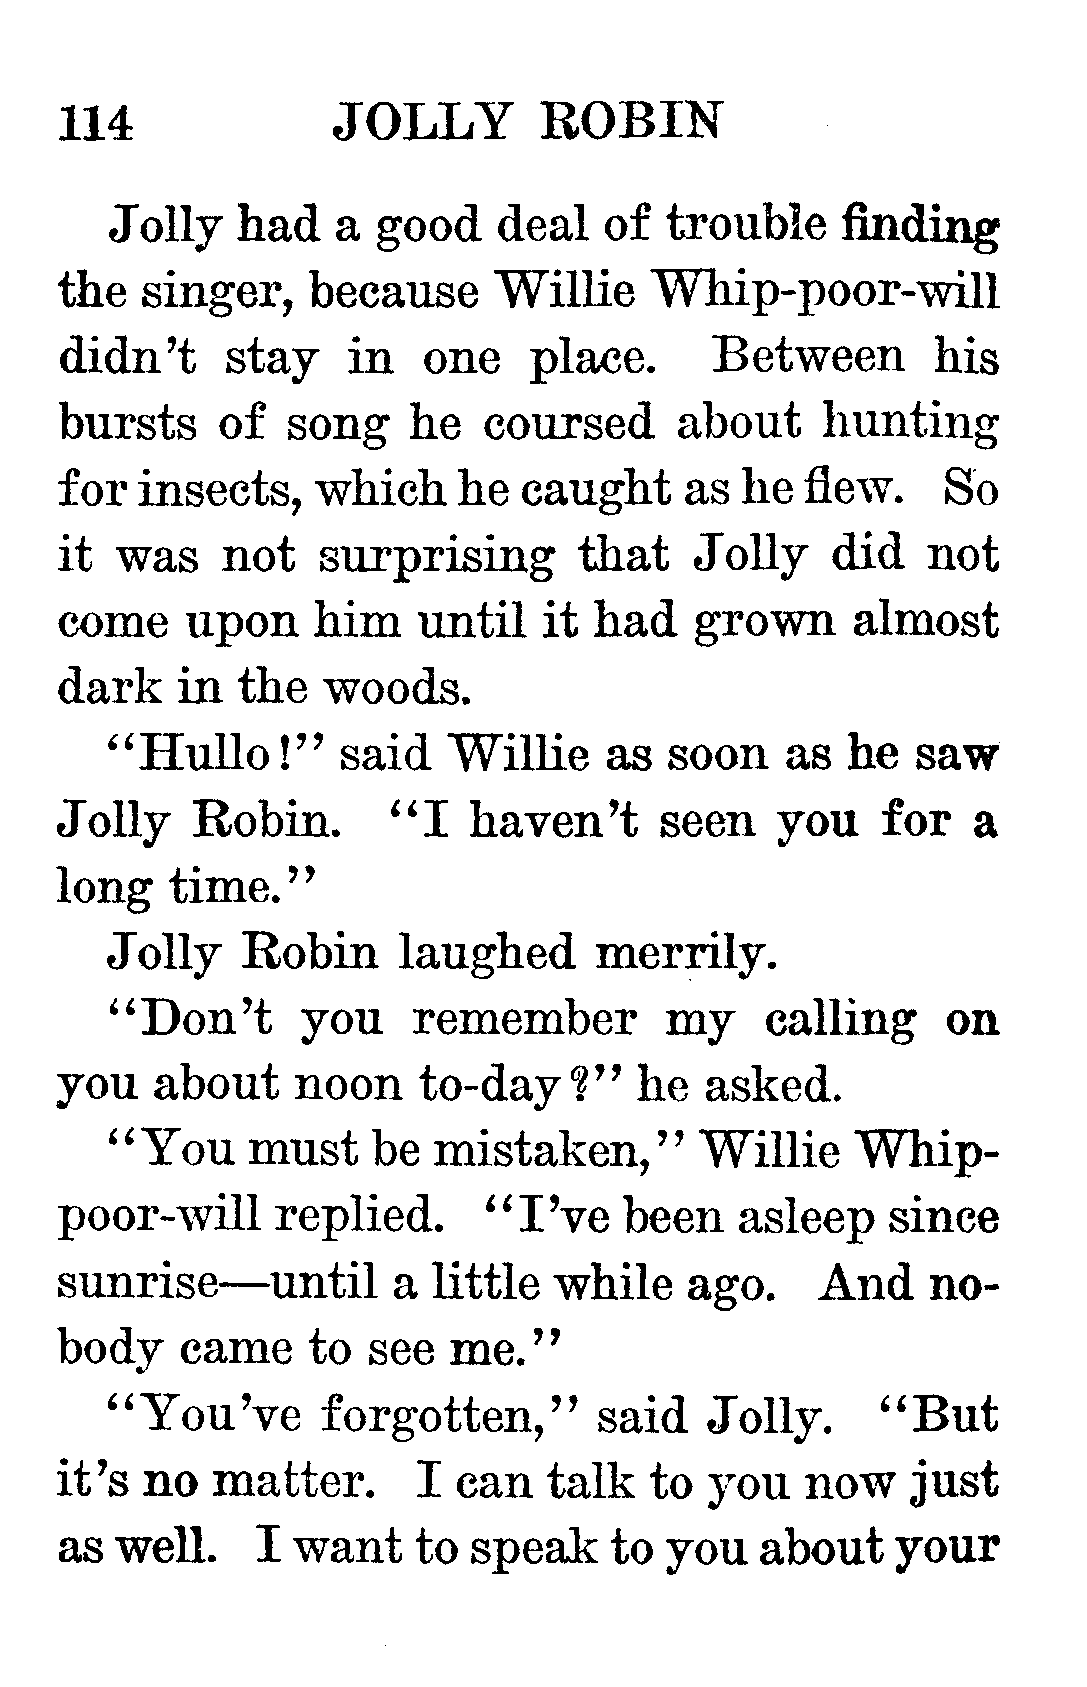 114 JOLLY ROBIN
Jolly had a good deal of trouble finding
the singer, because Willie Whip-poor-will
didn't stay in one place. Between his
bursts of song he coursed about hunting
for insects, which he caught as he flew. So
it was not surprising that Jolly did not
come upon him until it had grown almost
dark in the woods.
"Hullo!" said Willie as soon as he saw
Jolly Robin. "I haven't seen you for a
long time."
Jolly Robin laughed merrily.
"Don't you remember my calling on
you about noon to-day?" he asked.
"You must be mistaken," Willie Whip-
poor-will replied. "I've been asleep since
sunrise—until a little while ago. And no-
body came to see me."
"You've forgotten," said Jolly. "But
it's no matter. I can talk to you now just
as well. I want to speak to you about your